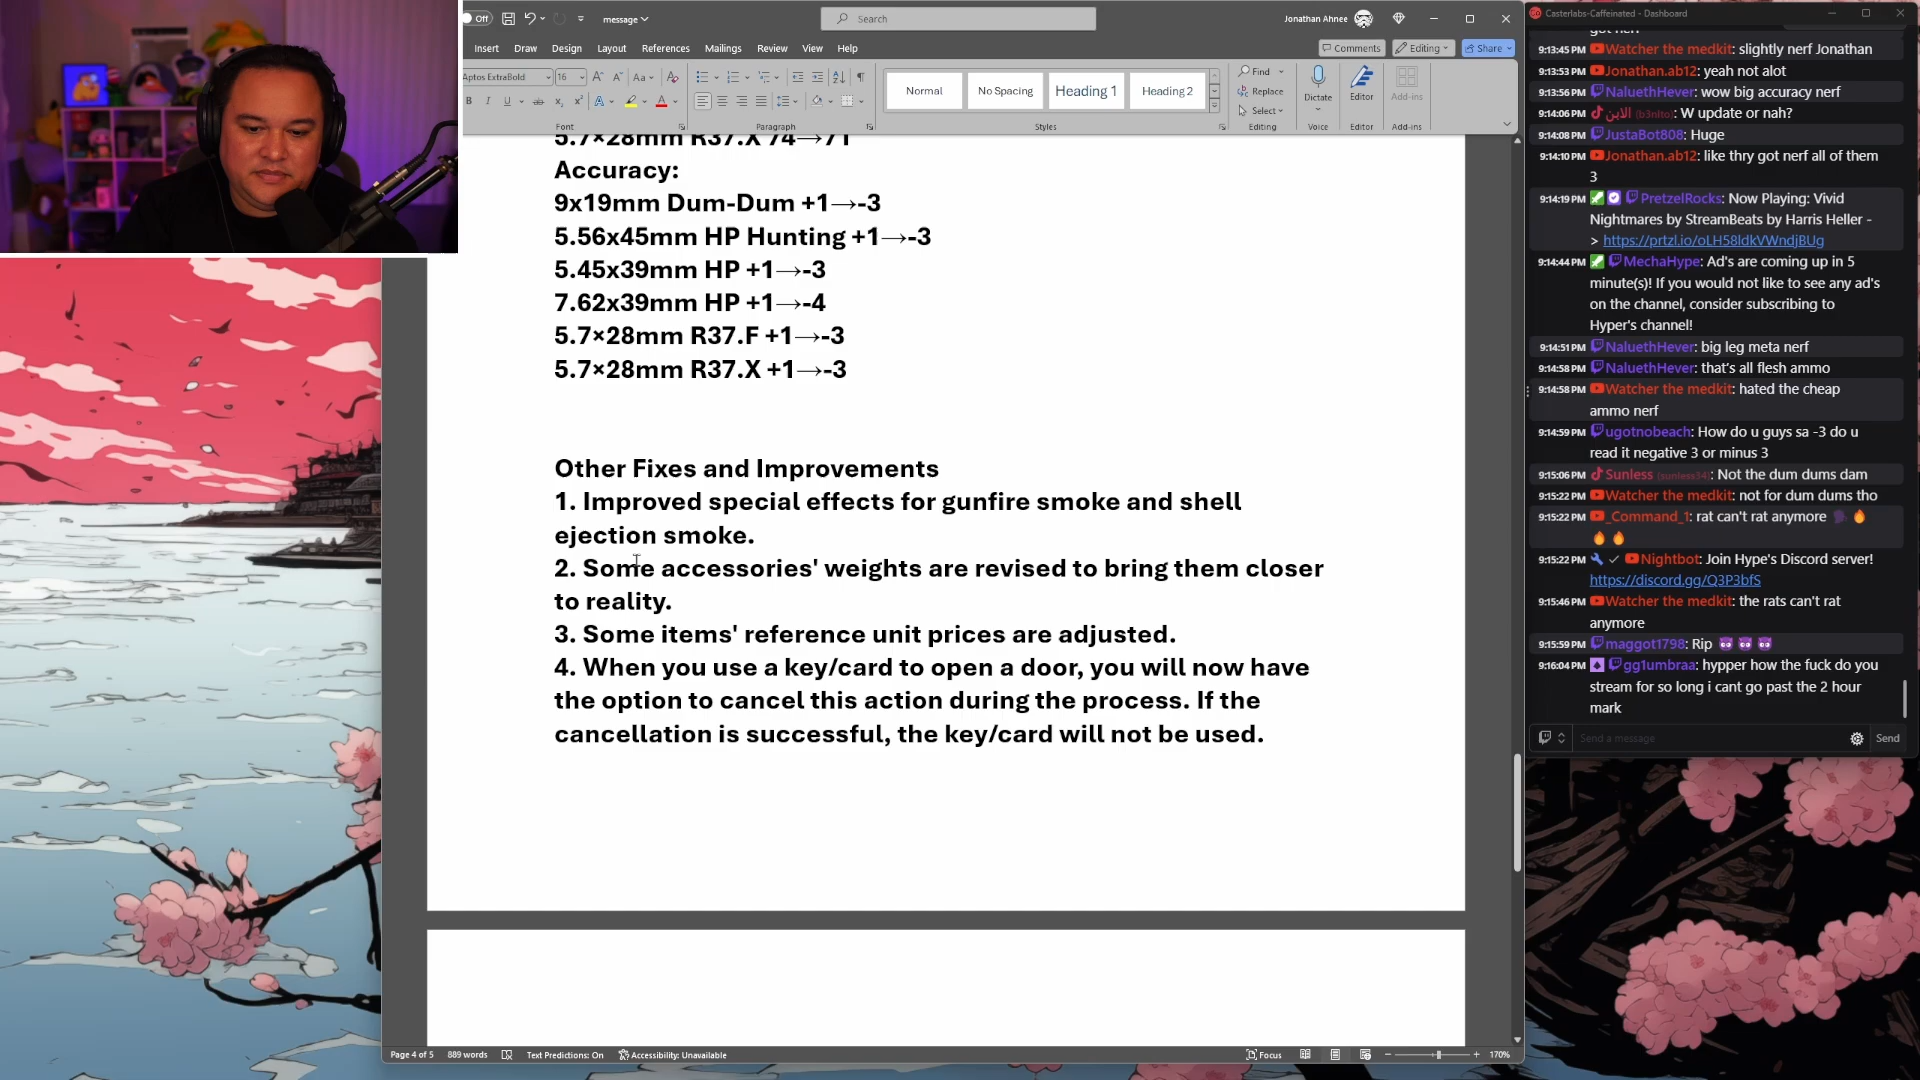 Off
message
Search
Jonathan Ahnee
Insert Draw Design Layout References Mailings Review View Help
Comments Editing Share
Aptos ExtraBold 16
Normal No Spacing Heading 1 Heading 2
Find
Replace
Select
Dictate
Editor
Add-ins
Font Paragraph Styles Editing Voice Editor Add-ins
5.7×28mm R37.X 74→71
Accuracy:
9x19mm Dum-Dum +1→-3
5.56x45mm HP Hunting +1→-3
5.45x39mm HP +1→-3
7.62x39mm HP +1→-4
5.7×28mm R37.F +1→-3
5.7×28mm R37.X +1→-3
Other Fixes and Improvements
1. Improved special effects for gunfire smoke and shell
ejection smoke.
2. Some accessories' weights are revised to bring them closer
to reality.
3. Some items' reference unit prices are adjusted.
4. When you use a key/card to open a door, you will now have
the option to cancel this action during the process. If the
cancellation is successful, the key/card will not be used.
Page 4 of 5 889 words Text Predictions: On Accessibility: Unavailable
Focus 170%
Casterlabs-Caffeinated - Dashboard
got nerf
9:13:45 PM Watcher the medkit: slightly nerf Jonathan
9:13:53 PM Jonathan.ab12: yeah not alot
9:13:56 PM NaluethHever: wow big accuracy nerf
9:14:06 PM الابن (b3n1to): W update or nah?
9:14:08 PM JustaBot808: Huge
9:14:10 PM Jonathan.ab12: like thry got nerf all of them
3
9:14:19 PM PretzelRocks: Now Playing: Vivid
Nightmares by StreamBeats by Harris Heller -
> https://prtzl.io/oLH58ldkVWndjBUg
9:14:44 PM MechaHype: Ad's are coming up in 5
minute(s)! If you would not like to see any ad's
on the channel, consider subscribing to
Hyper's channel!
9:14:51 PM NaluethHever: big leg meta nerf
9:14:58 PM NaluethHever: that's all flesh ammo
9:14:58 PM Watcher the medkit: hated the cheap
ammo nerf
9:14:59 PM ugotnobeach: How do u guys sa -3 do u
read it negative 3 or minus 3
9:15:06 PM Sunless (sunless34): Not the dum dums dam
9:15:22 PM Watcher the medkit: not for dum dums tho
9:15:22 PM _Command_1: rat can't rat anymore
9:15:22 PM Nightbot: Join Hype's Discord server!
https://discord.gg/Q3P3bfS
9:15:46 PM Watcher the medkit: the rats can't rat
anymore
9:15:59 PM maggot1798: Rip
9:16:04 PM gg1umbraa: hypper how the fuck do you
stream for so long i cant go past the 2 hour
mark
Send a message
Send